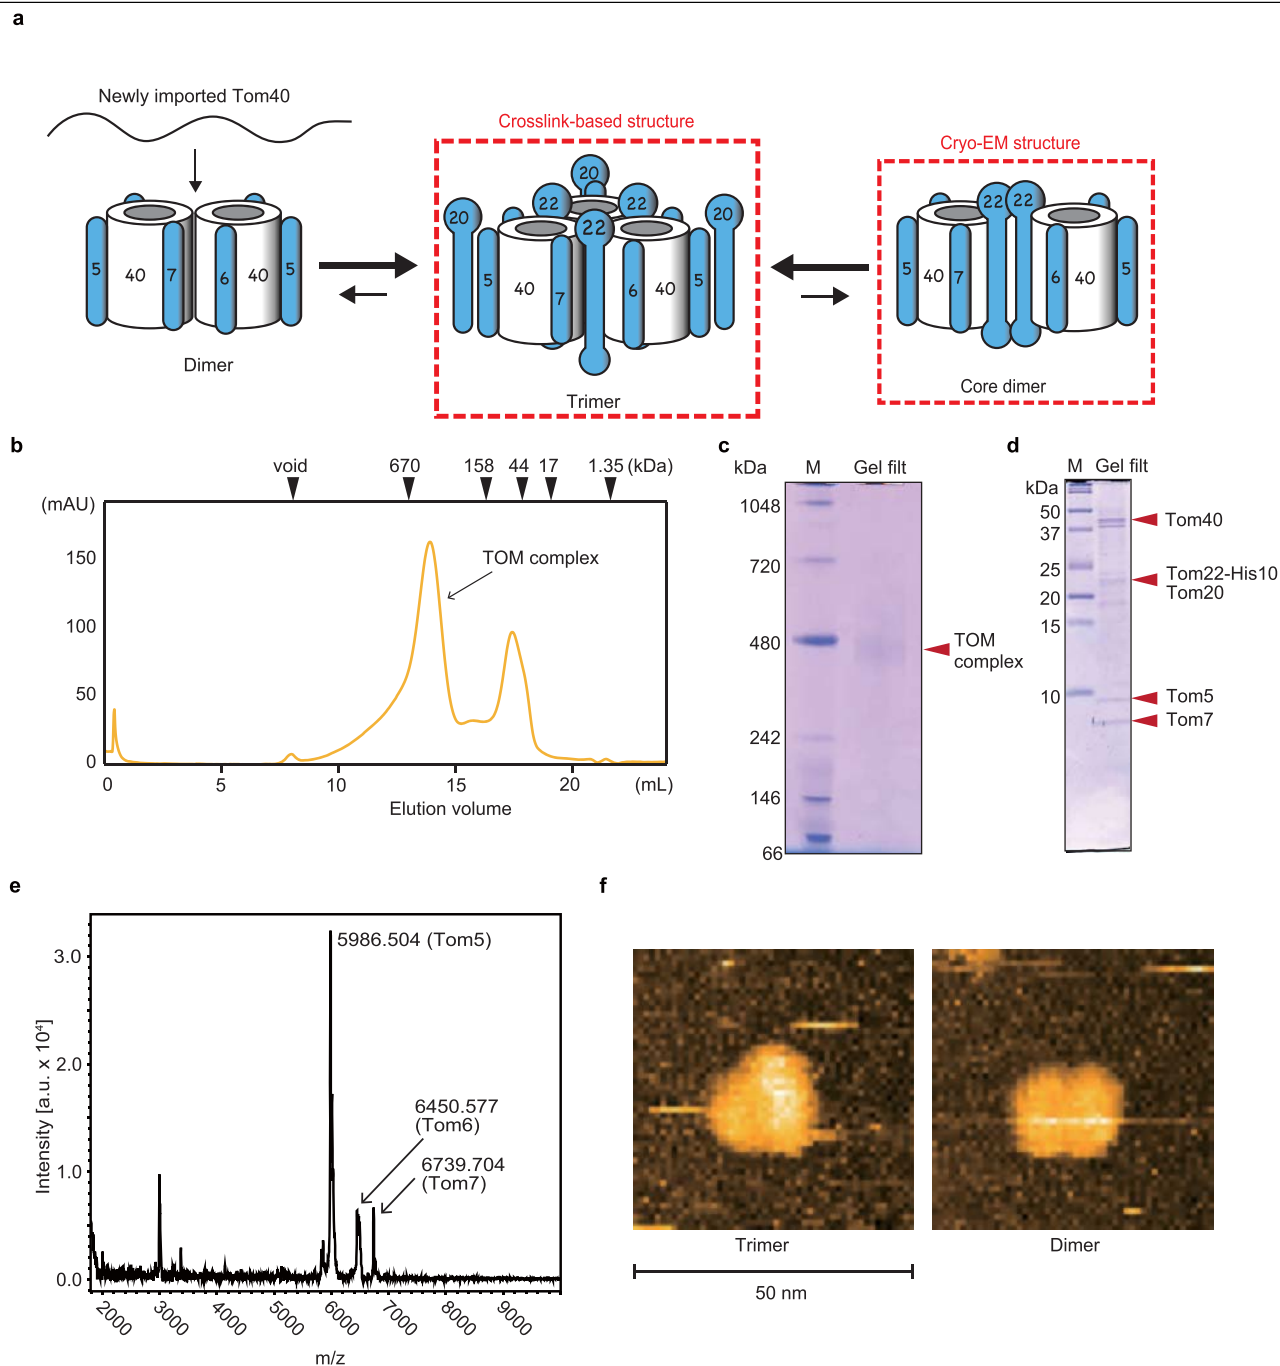 a
Newly imported Tom40
5
40
7
6
40
5
Dimer
Crosslink-based structure
20
22
22
20
22
20
5
40
7
6
40
5
Trimer
Cryo-EM structure
22 22
5
40
7
6
40
5
Core dimer
b
void 670 158 44 17 1.35 (kDa)
(mAU)
150
100
50
0
TOM complex
0 5 10 15 20 (mL)
Elution volume
c
kDa M Gel filt
1048
720
480
242
146
66
TOM
complex
d
M Gel filt
kDa
50
37
25
20
15
10
Tom40
Tom22-His10
Tom20
Tom5
Tom7
e
Intensity [a.u. x 10⁴]
3.0
2.0
1.0
0.0
5986.504 (Tom5)
6450.577
(Tom6)
6739.704
(Tom7)
2000 3000 4000 5000 6000 7000 8000 9000
m/z
f
Trimer Dimer
50 nm